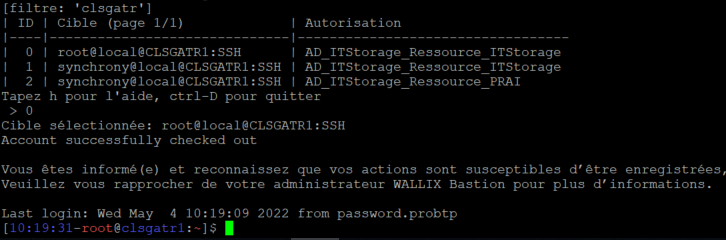 [filtre: 'clsgatr']
| ID | Cible (page 1/1) | Autorisation
|----|-----------------------------|----------------------------------
| 0 | root@local@CLSGATR1:SSH | AD_ITStorage_Ressource_ITStorage
| 1 | synchrony@local@CLSGATR1:SSH | AD_ITStorage_Ressource_ITStorage
| 2 | synchrony@local@CLSGATR1:SSH | AD_ITStorage_Ressource_PRAI
Tapez h pour l'aide, ctrl-D pour quitter
> 0
Cible sélectionnée: root@local@CLSGATR1:SSH
Account successfully checked out
Vous êtes informé(e) et reconnaissez que vos actions sont susceptibles d’être enregistrées,
Veuillez vous rapprocher de votre administrateur WALLIX Bastion pour plus d’informations.
Last login: Wed May 4 10:19:09 2022 from password.probtp
[10:19:31-root@clsgatr1:~]$